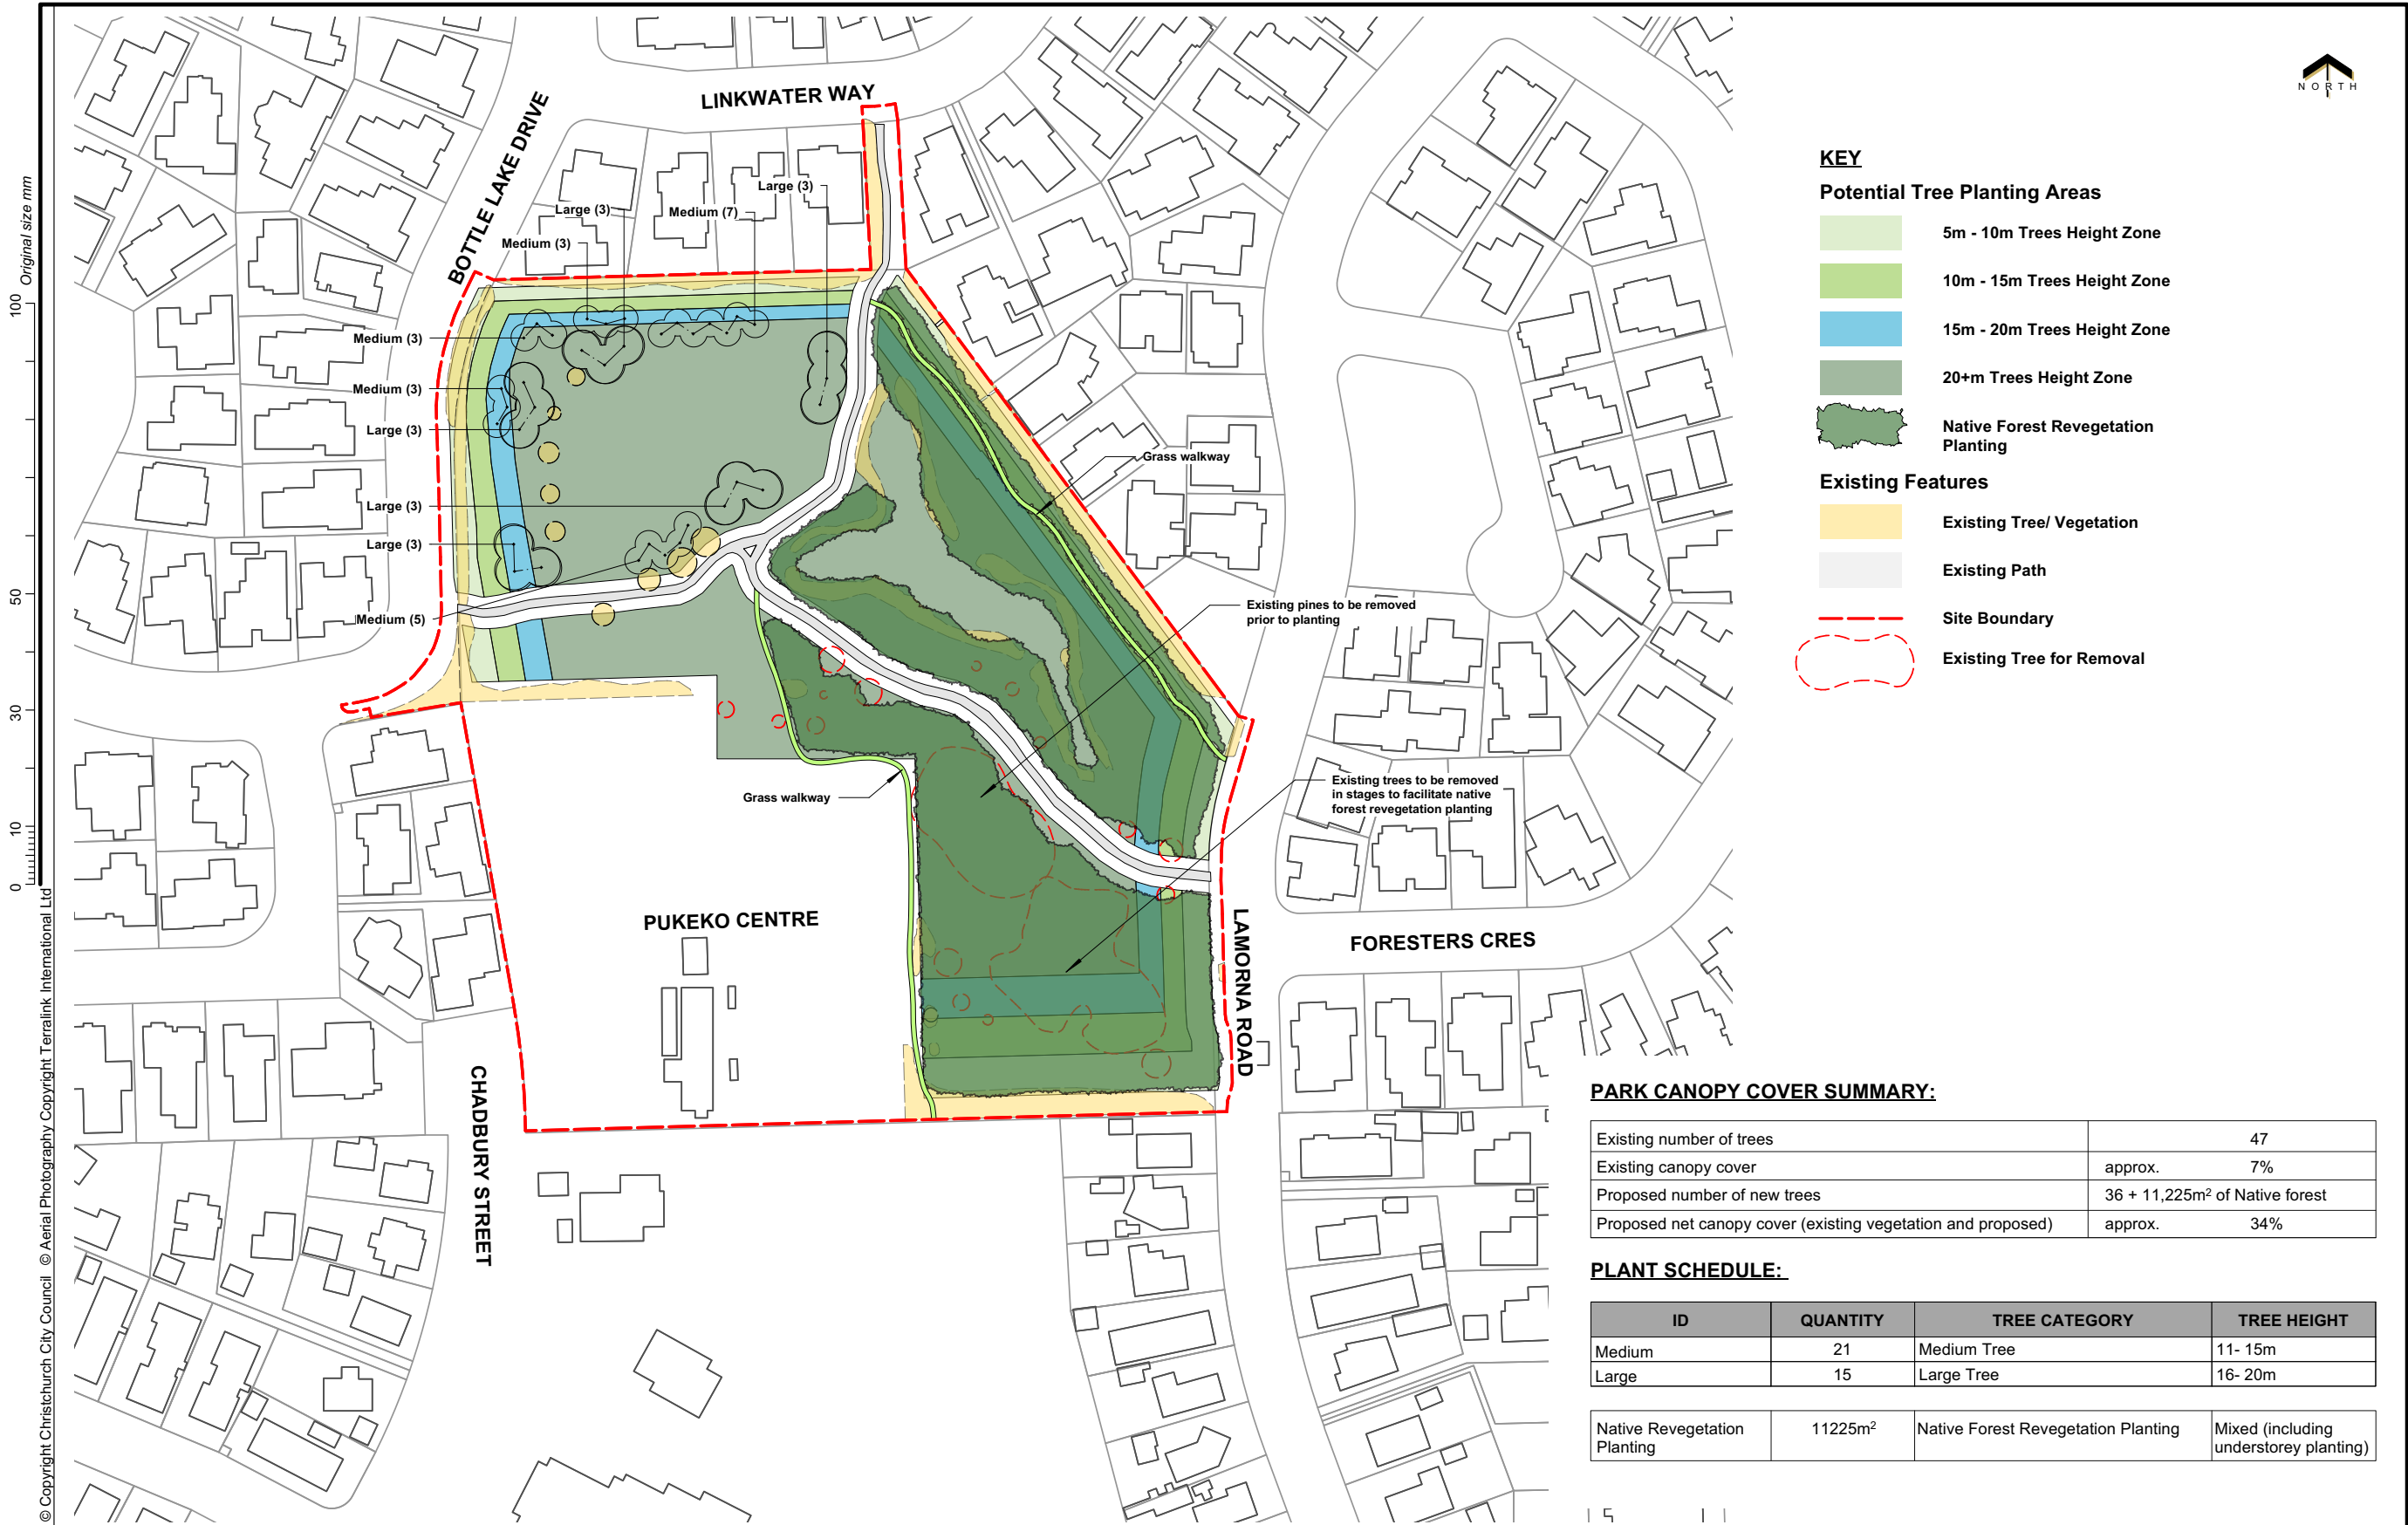 NORTH
LINKWATER WAY
BOTTLE LAKE DRIVE
Large (3)
Large (3)
Medium (7)
Medium (3)
Medium (3)
Medium (3)
Large (3)
Large (3)
Large (3)
Medium (5)
Grass walkway
Existing pines to be removed
prior to planting
Existing trees to be removed
in stages to facilitate native
forest revegetation planting
Grass walkway
PUKEKO CENTRE
LAMORNA ROAD
FORESTERS CRES
CHADBURY STREET
Original size mm
100
50
30
10
0
© Copyright Christchurch City Council © Aerial Photography Copyright Terralink International Ltd
KEY
Potential Tree Planting Areas
5m - 10m Trees Height Zone
10m - 15m Trees Height Zone
15m - 20m Trees Height Zone
20+m Trees Height Zone
Native Forest Revegetation
Planting
Existing Features
Existing Tree/ Vegetation
Existing Path
Site Boundary
Existing Tree for Removal
PARK CANOPY COVER SUMMARY:
Existing number of trees 47
Existing canopy cover approx. 7%
Proposed number of new trees 36 + 11,225m² of Native forest
Proposed net canopy cover (existing vegetation and proposed) approx. 34%
PLANT SCHEDULE:
ID QUANTITY TREE CATEGORY TREE HEIGHT
Medium 21 Medium Tree 11- 15m
Large 15 Large Tree 16- 20m
Native Revegetation 11225m² Native Forest Revegetation Planting Mixed (including
Planting understorey planting)